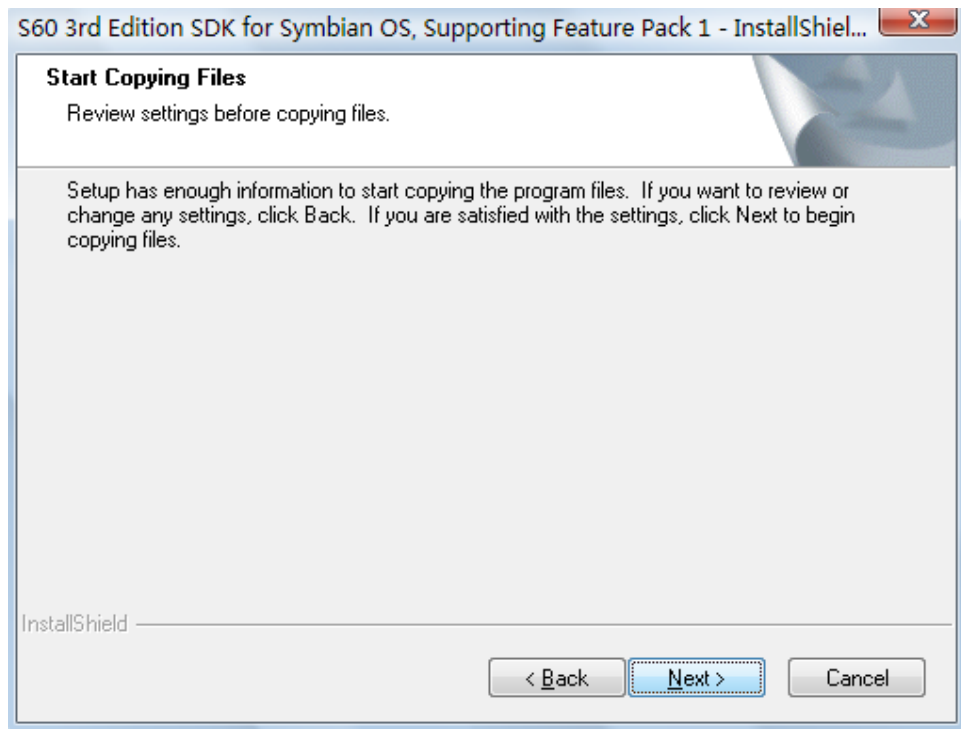 S60 3rd Edition SDK for Symbian OS, Supporting Feature Pack 1 - InstallShiel...
Start Copying Files
Review settings before copying files.
Setup has enough information to start copying the program files.  If you want to review or
change any settings, click Back.  If you are satisfied with the settings, click Next to begin
copying files.
InstallShield
< Back
Next >
Cancel